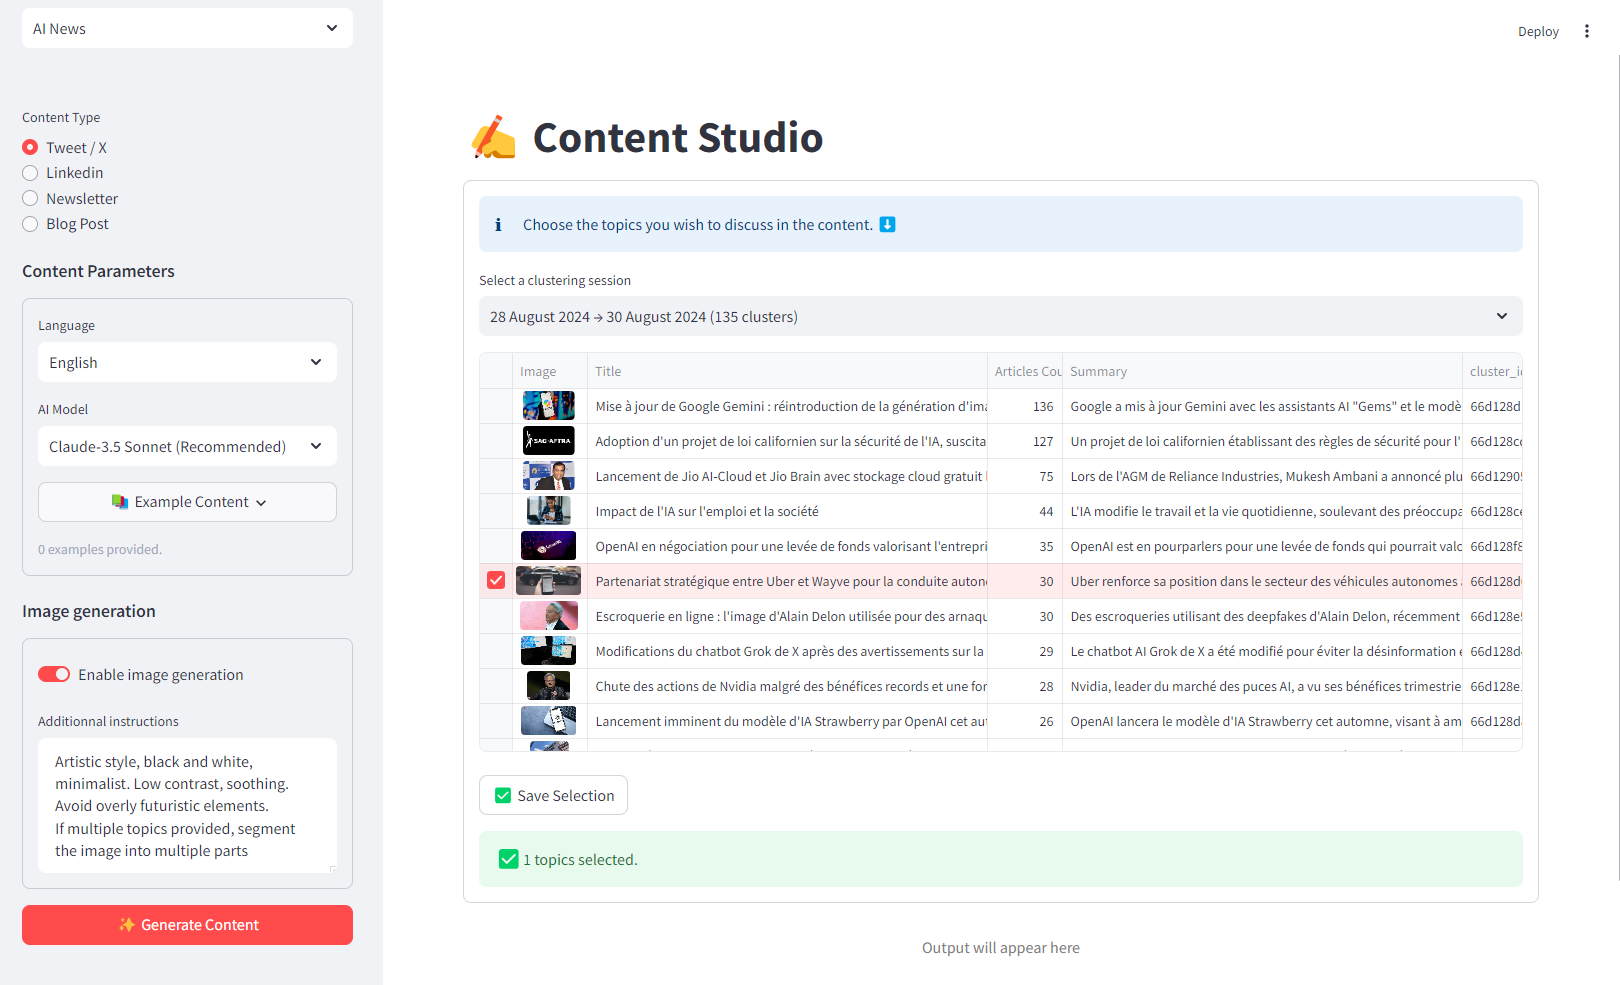 AI News
Content Type
Tweet / X
Linkedin
Newsletter
Blog Post
Content Parameters
Language
English
AI Model
Claude-3.5 Sonnet (Recommended)
Example Content
0 examples provided.
Image generation
Enable image generation
Additionnal instructions
Artistic style, black and white,
minimalist. Low contrast, soothing.
Avoid overly futuristic elements.
If multiple topics provided, segment
the image into multiple parts
Generate Content
Deploy
Content Studio
Choose the topics you wish to discuss in the content.
Select a clustering session
28 August 2024 → 30 August 2024 (135 clusters)
Image Title Articles Cou Summary cluster_i
Mise à jour de Google Gemini : réintroduction de la génération d'ima 136 Google a mis à jour Gemini avec les assistants AI "Gems" et le modè 66d128d
SAG-AFTRA Adoption d'un projet de loi californien sur la sécurité de l'IA, suscita 127 Un projet de loi californien établissant des règles de sécurité pour l' 66d128c
Lancement de Jio AI-Cloud et Jio Brain avec stockage cloud gratuit 75 Lors de l'AGM de Reliance Industries, Mukesh Ambani a annoncé plu 66d1290
Impact de l'IA sur l'emploi et la société 44 L'IA modifie le travail et la vie quotidienne, soulevant des préoccupa 66d128ce
OpenAI en négociation pour une levée de fonds valorisant l'entrepri 35 OpenAI est en pourparlers pour une levée de fonds qui pourrait valo 66d128f8
Partenariat stratégique entre Uber et Wayve pour la conduite auton 30 Uber renforce sa position dans le secteur des véhicules autonomes 66d128d
Escroquerie en ligne : l'image d'Alain Delon utilisée pour des arnaqu 30 Des escroqueries utilisant des deepfakes d'Alain Delon, récemment 66d128e
Modifications du chatbot Grok de X après des avertissements sur la 29 Le chatbot AI Grok de X a été modifié pour éviter la désinformation 66d128d
Chute des actions de Nvidia malgré des bénéfices records et une for 28 Nvidia, leader du marché des puces AI, a vu ses bénéfices trimestrie 66d128e
Lancement imminent du modèle d'IA Strawberry par OpenAI cet au 26 OpenAI lancera le modèle d'IA Strawberry cet automne, visant à am 66d128d
Save Selection
1 topics selected.
Output will appear here